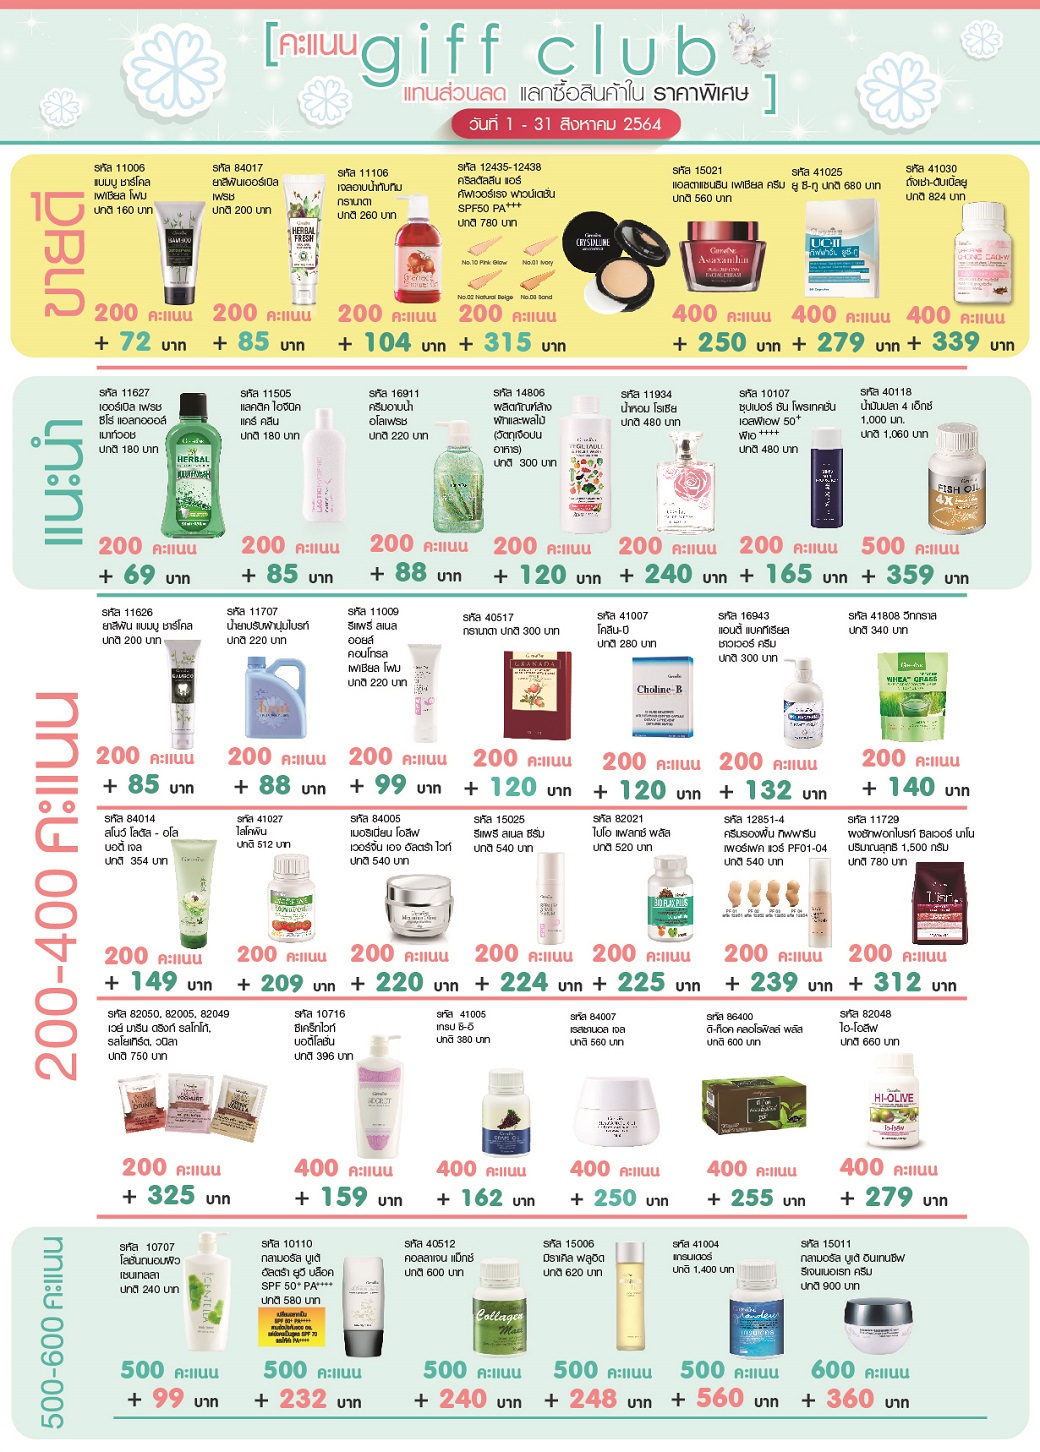 [คะแนน giff club
แทนส่วนลด แลกซื้อสินค้าใน ราคาพิเศษ ]
วันที่ 1 - 31 สิงหาคม 2564
ขายดี
รหัส 11006
แบมบู ชาร์โคล
เฟเชียล โฟม
ปกติ 160 บาท
200 คะแนน
+ 72 บาท
รหัส 84017
ยาสีฟันเฮอร์เบิล
เฟรช
ปกติ 200 บาท
HERBAL
FRESH
200 คะแนน
+ 85 บาท
รหัส 11106
เจลอาบน้ำทับทิม
กรานาดา
ปกติ 260 บาท
200 คะแนน
+ 104 บาท
รหัส 12435-12438
คริสตัลลีน แอร์
คัฟเวอร์เรจ ฟาวน์เดชั่น
SPF50 PA+++
ปกติ 780 บาท
No.10 Pink Glow
No.01 Ivory
No.02 Natural Beige
No.03 Sand
CRYSTALLINE
200 คะแนน
+ 315 บาท
รหัส 15021
แอสตาแซนธิน เฟเชียล ครีม
ปกติ 560 บาท
Astaxanthin
FACIAL CREAM
400 คะแนน
+ 250 บาท
รหัส 41025
ยู ซี-ทู ปกติ 680 บาท
UC-II
400 คะแนน
+ 279 บาท
รหัส 41030
ถังเช่า-ดับเบิ้ลยู
ปกติ 824 บาท
400 คะแนน
+ 339 บาท
แนะนำ
รหัส 11627
เฮอร์เบิล เฟรช
ซีโร่ แอลกอฮอล์
เมาท์วอช
ปกติ 180 บาท
HERBAL
200 คะแนน
+ 69 บาท
รหัส 11505
แลคติค ไฮจีนิค
แคร์ คลีน
ปกติ 180 บาท
200 คะแนน
+ 85 บาท
รหัส 16911
ครีมอาบน้ำ
อโลเฟรช
ปกติ 220 บาท
200 คะแนน
+ 88 บาท
รหัส 14806
ผลิตภัณฑ์ล้าง
ผักและผลไม้
(วัตถุเจือปน
อาหาร)
ปกติ 300 บาท
200 คะแนน
+ 120 บาท
รหัส 11934
น้ำหอม โรเซีย
ปกติ 480 บาท
200 คะแนน
+ 240 บาท
รหัส 10107
ซุปเปอร์ ซัน โพรเทคชั่น
เอสพีเอฟ 50+
พีเอ ++++
ปกติ 480 บาท
200 คะแนน
+ 165 บาท
รหัส 40118
น้ำมันปลา 4 เอ็กซ์
1,000 มก.
ปกติ 1,060 บาท
FISH OIL
4X
500 คะแนน
+ 359 บาท
200-400 คะแนน
รหัส 11626
ยาสีฟัน แบมบู ชาร์โคล
ปกติ 200 บาท
200 คะแนน
+ 85 บาท
รหัส 11707
น้ำยาปรับผ้านุ่มไบรท์
ปกติ 220 บาท
200 คะแนน
+ 88 บาท
รหัส 11009
รีแพรี่ สเนล
ออยล์
คอนโทรล
เฟเชียล โฟม
ปกติ 220 บาท
200 คะแนน
+ 99 บาท
รหัส 40517
กรานาดา ปกติ 300 บาท
GRANADA
200 คะแนน
+ 120 บาท
รหัส 41007
โคลีน-บี
ปกติ 280 บาท
Choline-B
200 คะแนน
+ 120 บาท
รหัส 16943
แอนตี้ แบคทีเรียล
ชาวเวอร์ ครีม
ปกติ 300 บาท
200 คะแนน
+ 132 บาท
รหัส 41808 วีทกราส
ปกติ 340 บาท
WHEAT GRASS
200 คะแนน
+ 140 บาท
รหัส 84014
สโนว์ โลตัส - อโล
บอดี้ เจล
ปกติ 354 บาท
200 คะแนน
+ 149 บาท
รหัส 41027
ไลโคพีน
ปกติ 512 บาท
200 คะแนน
+ 209 บาท
รหัส 84005
เมอริเนียน โอลีฟ
เวอร์จิ้น เอจ อัลตร้า ไวท์
ปกติ 540 บาท
200 คะแนน
+ 220 บาท
รหัส 15025
รีแพรี่ สเนล ซีรั่ม
ปกติ 540 บาท
200 คะแนน
+ 224 บาท
รหัส 82021
ไบโอ แฟลกซ์ พลัส
ปกติ 520 บาท
BIO FLAX PLUS
200 คะแนน
+ 225 บาท
รหัส 12851-4
ครีมรองพื้น กิฟฟารีน
เพอร์เฟค แวร์ PF01-04
ปกติ 540 บาท
PF 01
PF 02
PF 03
PF 04
200 คะแนน
+ 239 บาท
รหัส 11729
ผงซักฟอกไบรท์ ซิลเวอร์ นาโน
ปริมาณสุทธิ 1,500 กรัม
ปกติ 780 บาท
200 คะแนน
+ 312 บาท
รหัส 82050, 82005, 82049
เวย์ มารีน ดริงก์ รสโกโก้,
รสโยเกิร์ต, วนิลา
ปกติ 750 บาท
200 คะแนน
+ 325 บาท
รหัส 10716
ซีเคร็ทไวท์
บอดี้โลชั่น
ปกติ 396 บาท
SECRET
400 คะแนน
+ 159 บาท
รหัส 41005
เกรป ซี-อี
ปกติ 380 บาท
400 คะแนน
+ 162 บาท
รหัส 84007
เรสชานอล เจล
ปกติ 560 บาท
400 คะแนน
+ 250 บาท
รหัส 86400
ดี-ท็อค คลอโรฟิลล์ พลัส
ปกติ 600 บาท
400 คะแนน
+ 255 บาท
รหัส 82048
ไฮ-โอลีฟ
ปกติ 660 บาท
HI-OLIVE
400 คะแนน
+ 279 บาท
500-600 คะแนน
รหัส 10707
โลชั่นถนอมผิว
เซนเทลลา
ปกติ 240 บาท
CENTELLA
500 คะแนน
+ 99 บาท
รหัส 10110
กลามอรัส บูเต้
อัลตร้า ยูวี บล็อค
SPF 50+ PA++++
ปกติ 580 บาท
500 คะแนน
+ 232 บาท
รหัส 40512
คอลลาเจน แม็กซ์
ปกติ 600 บาท
Collagen
Maxx
500 คะแนน
+ 240 บาท
รหัส 15006
มิราเคิล ฟลูอิด
ปกติ 620 บาท
500 คะแนน
+ 248 บาท
รหัส 41004
แกรนเดอร์
ปกติ 1,400 บาท
500 คะแนน
+ 560 บาท
รหัส 15011
กลามอรัส บูเต้ อินเทนซีฟ
รีเจนเนอเรท ครีม
ปกติ 900 บาท
600 คะแนน
+ 360 บาท